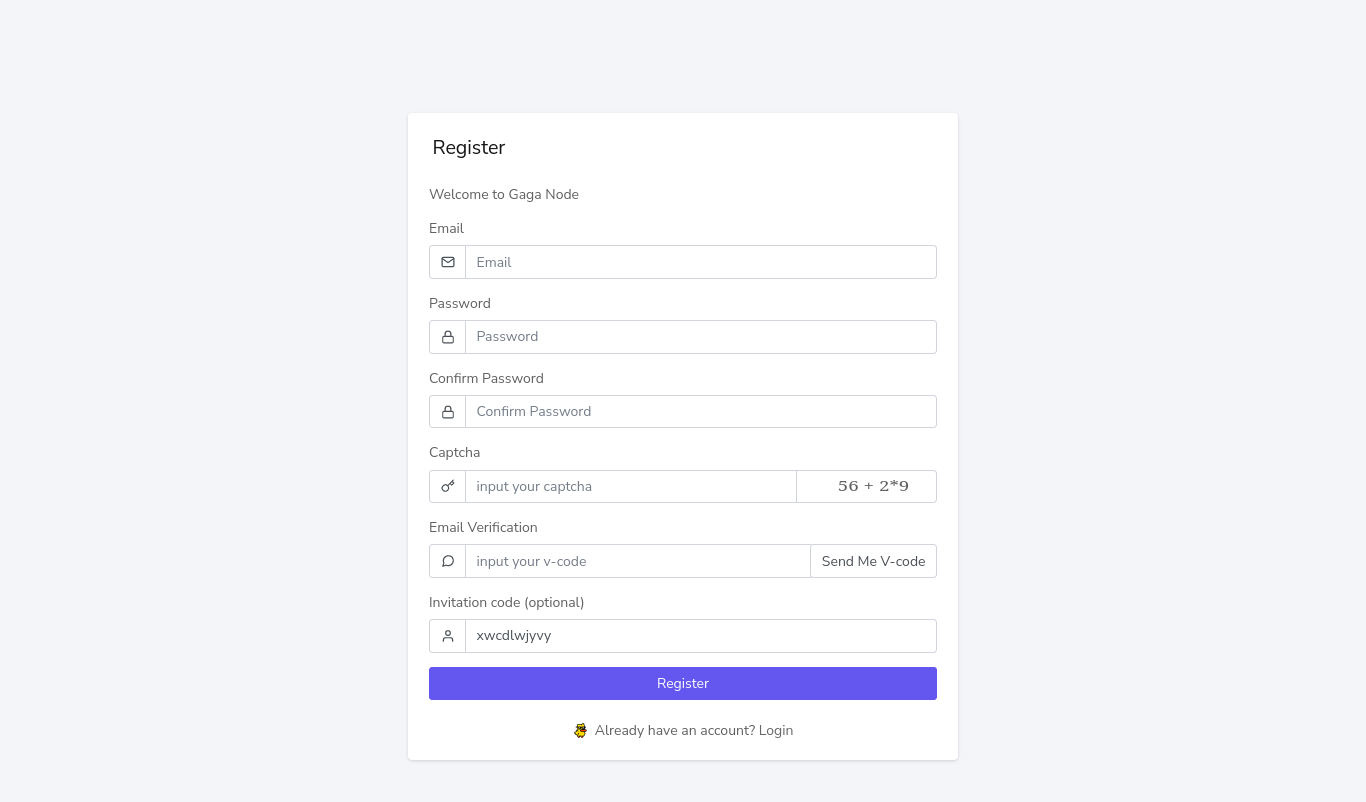 Register
Welcome to Gaga Node
Email
Email
Password
Password
Confirm Password
Confirm Password
Captcha
input your captcha 56 + 2*9
Email Verification
input your v-code Send Me V-code
Invitation code (optional)
xwcdlwjyvy
Register
Already have an account? Login